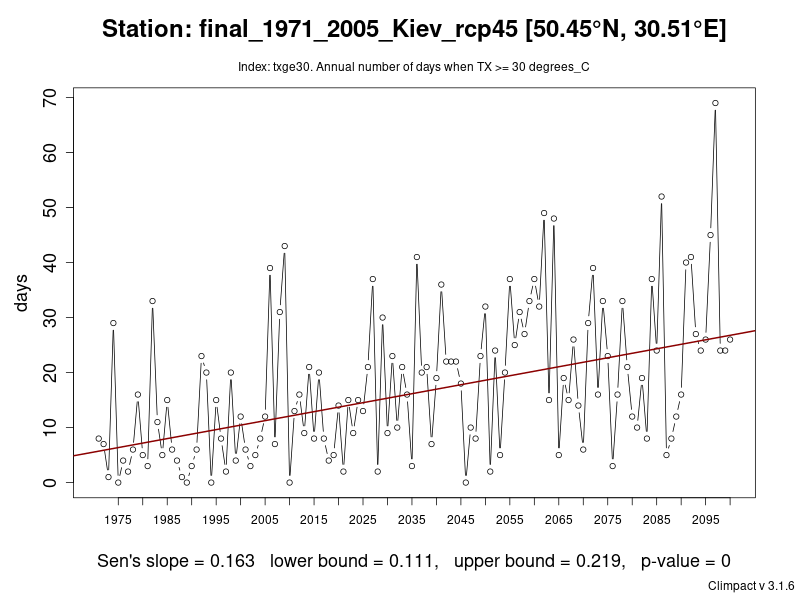 Station: final_1971_2005_Kiev_rcp45 [50.45°N, 30.51°E]
Index: txge30. Annual number of days when TX >= 30 degrees_C
70
60
50
40
30
20
10
0
days
1975 1985 1995 2005 2015 2025 2035 2045 2055 2065 2075 2085 2095
Sen's slope = 0.163 lower bound = 0.111, upper bound = 0.219, p-value = 0
Climpact v 3.1.6